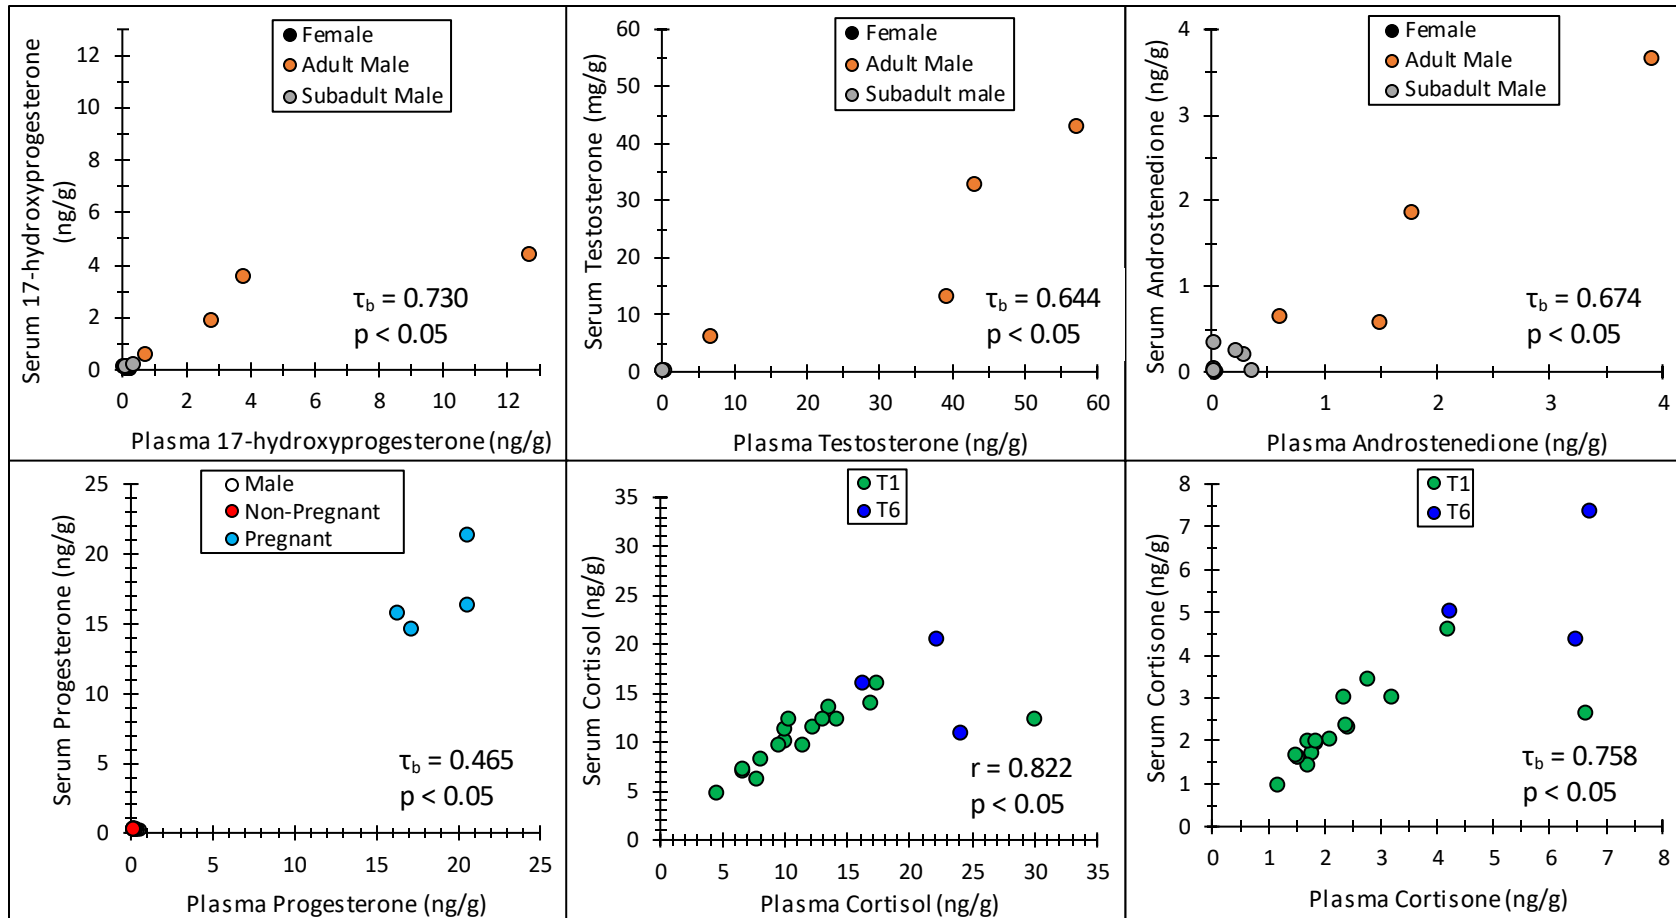 Serum 17-hydroxyprogesterone
(ng/g)
13
12
10
8
6
4
2
0
Female
Adult Male
Subadult Male
τb = 0.730
p < 0.05
0 2 4 6 8 10 12
Plasma 17-hydroxyprogesterone (ng/g)
Serum Testosterone (mg/g)
60
50
40
30
20
10
0
Female
Adult Male
Subadult male
τb = 0.644
p < 0.05
0 10 20 30 40 50 60
Plasma Testosterone (ng/g)
Serum Androstenedione (ng/g)
4
3
2
1
0
Female
Adult Male
Subadult Male
τb = 0.674
p < 0.05
0 1 2 3 4
Plasma Androstenedione (ng/g)
Serum Progesterone (ng/g)
25
20
15
10
5
0
Male
Non-Pregnant
Pregnant
τb = 0.465
p < 0.05
0 5 10 15 20 25
Plasma Progesterone (ng/g)
Serum Cortisol (ng/g)
35
30
25
20
15
10
5
0
T1
T6
r = 0.822
p < 0.05
0 5 10 15 20 25 30 35
Plasma Cortisol (ng/g)
Serum Cortisone (ng/g)
8
7
6
5
4
3
2
1
0
T1
T6
τb = 0.758
p < 0.05
0 1 2 3 4 5 6 7 8
Plasma Cortisone (ng/g)